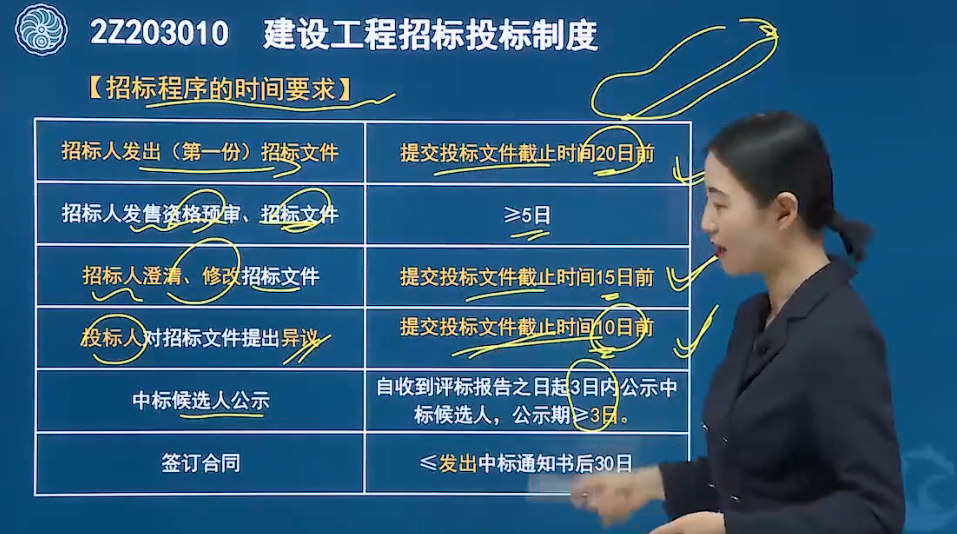 2Z203010 建设工程招标投标制度
【招标程序的时间要求】
招标人发出（第一份）招标文件
提交投标文件截止时间20日前
招标人发售资格预审、招标文件
≥5日
招标人澄清、修改招标文件
提交投标文件截止时间15日前
投标人对招标文件提出异议
提交投标文件截止时间10日前
中标候选人公示
自收到评标报告之日起3日内公示中
标候选人，公示期≥3日。
签订合同
≤发出中标通知书后30日